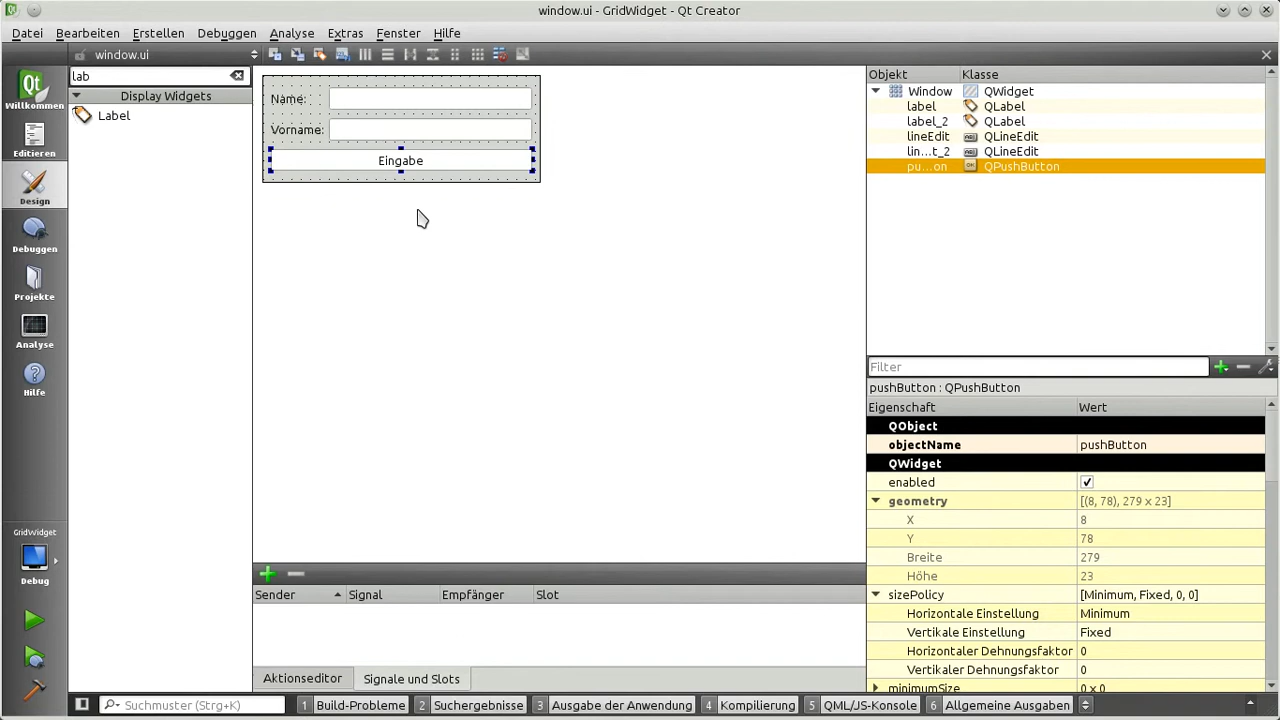 window.ui - GridWidget - Qt Creator
Datei Bearbeiten Erstellen Debuggen Analyse Extras Fenster Hilfe
window.ui
lab
Display Widgets
Label
Qt
Willkommen
Editieren
Design
Debuggen
Projekte
Analyse
Hilfe
GridWidget
Debug
Name:
Vorname:
Eingabe
Sender Signal Empfänger Slot
Aktionseditor Signale und Slots
Objekt Klasse
Window QWidget
label QLabel
label_2 QLabel
lineEdit QLineEdit
lin...t_2 QLineEdit
pu...on QPushButton
Filter
pushButton : QPushButton
Eigenschaft Wert
QObject
objectName pushButton
QWidget
enabled
geometry [(8, 78), 279 x 23]
X 8
Y 78
Breite 279
Höhe 23
sizePolicy [Minimum, Fixed, 0, 0]
Horizontale Einstellung Minimum
Vertikale Einstellung Fixed
Horizontaler Dehnungsfaktor 0
Vertikaler Dehnungsfaktor 0
minimumSize 0 x 0
Suchmuster (Strg+K) 1 Build-Probleme 2 Suchergebnisse 3 Ausgabe der Anwendung 4 Kompilierung 5 QML/JS-Konsole 6 Allgemeine Ausgaben